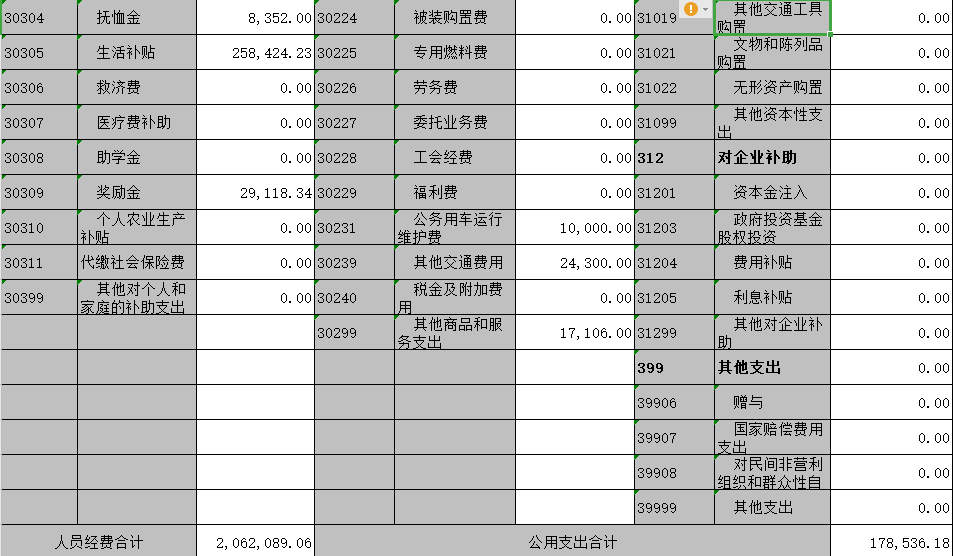 30304 抚恤金 8,352.00 30224 被装购置费 0.00 31019 其他交通工具 0.00
购置
30305 生活补贴 258,424.23 30225 专用燃料费 0.00 31021 文物和陈列品 0.00
购置
30306 救济费 0.00 30226 劳务费 0.00 31022 无形资产购置 0.00
30307 医疗费补助 0.00 30227 委托业务费 0.00 31099 其他资本性支 0.00
出
30308 助学金 0.00 30228 工会经费 0.00 312 对企业补助 0.00
30309 奖励金 29,118.34 30229 福利费 0.00 31201 资本金注入 0.00
30310 个人农业生产 0.00 30231 公务用车运行 10,000.00 31203 政府投资基金 0.00
补贴 维护费 股权投资
30311 代缴社会保险费 0.00 30239 其他交通费用 24,300.00 31204 费用补贴 0.00
30399 其他对个人和 0.00 30240 税金及附加费 0.00 31205 利息补贴 0.00
家庭的补助支出 用
30299 其他商品和服 17,106.00 31299 其他对企业补 0.00
务支出 助
399 其他支出 0.00
39906 赠与 0.00
39907 国家赔偿费用 0.00
支出
39908 对民间非营利 0.00
组织和群众性自
39999 其他支出 0.00
人员经费合计 2,062,089.06 公用支出合计 178,536.18